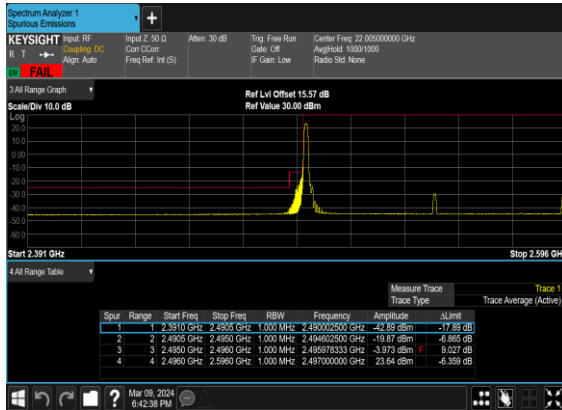 Spectrum Analyzer 1
Spurious Emissions
+
KEYSIGHT Input: RF Input Z: 50 Ω Atten: 30 dB Trig: Free Run Center Freq: 22.005000000 GHz
R T Coupling: DC Corr CCorr Gate: Off Avg|Hold: 1000/1000
Align: Auto Freq Ref: Int (S) IF Gain: Low Radio Std: None
FAIL
3 All Range Graph Ref Lvl Offset 15.57 dB
Scale/Div 10.0 dB Ref Value 30.00 dBm
Log
20.0
10.0
0.00
-10.0
-20.0
-30.0
-40.0
-50.0
-60.0
Start 2.391 GHz Stop 2.596 GHz
4 All Range Table
Measure Trace Trace 1
Trace Type Trace Average (Active)
Spur Range Start Freq Stop Freq RBW Frequency Amplitude ΔLimit
1 1 2.3910 GHz 2.4905 GHz 1.000 MHz 2.490002500 GHz -42.89 dBm -17.89 dB
2 2 2.4905 GHz 2.4950 GHz 1.000 MHz 2.494602500 GHz -19.87 dBm -6.865 dB
3 3 2.4950 GHz 2.4960 GHz 1.000 MHz 2.495978333 GHz -3.973 dBm F 9.027 dB
4 4 2.4960 GHz 2.5960 GHz 1.000 MHz 2.497000000 GHz 23.64 dBm -6.359 dB
? Mar 09, 2024
6:42:38 PM